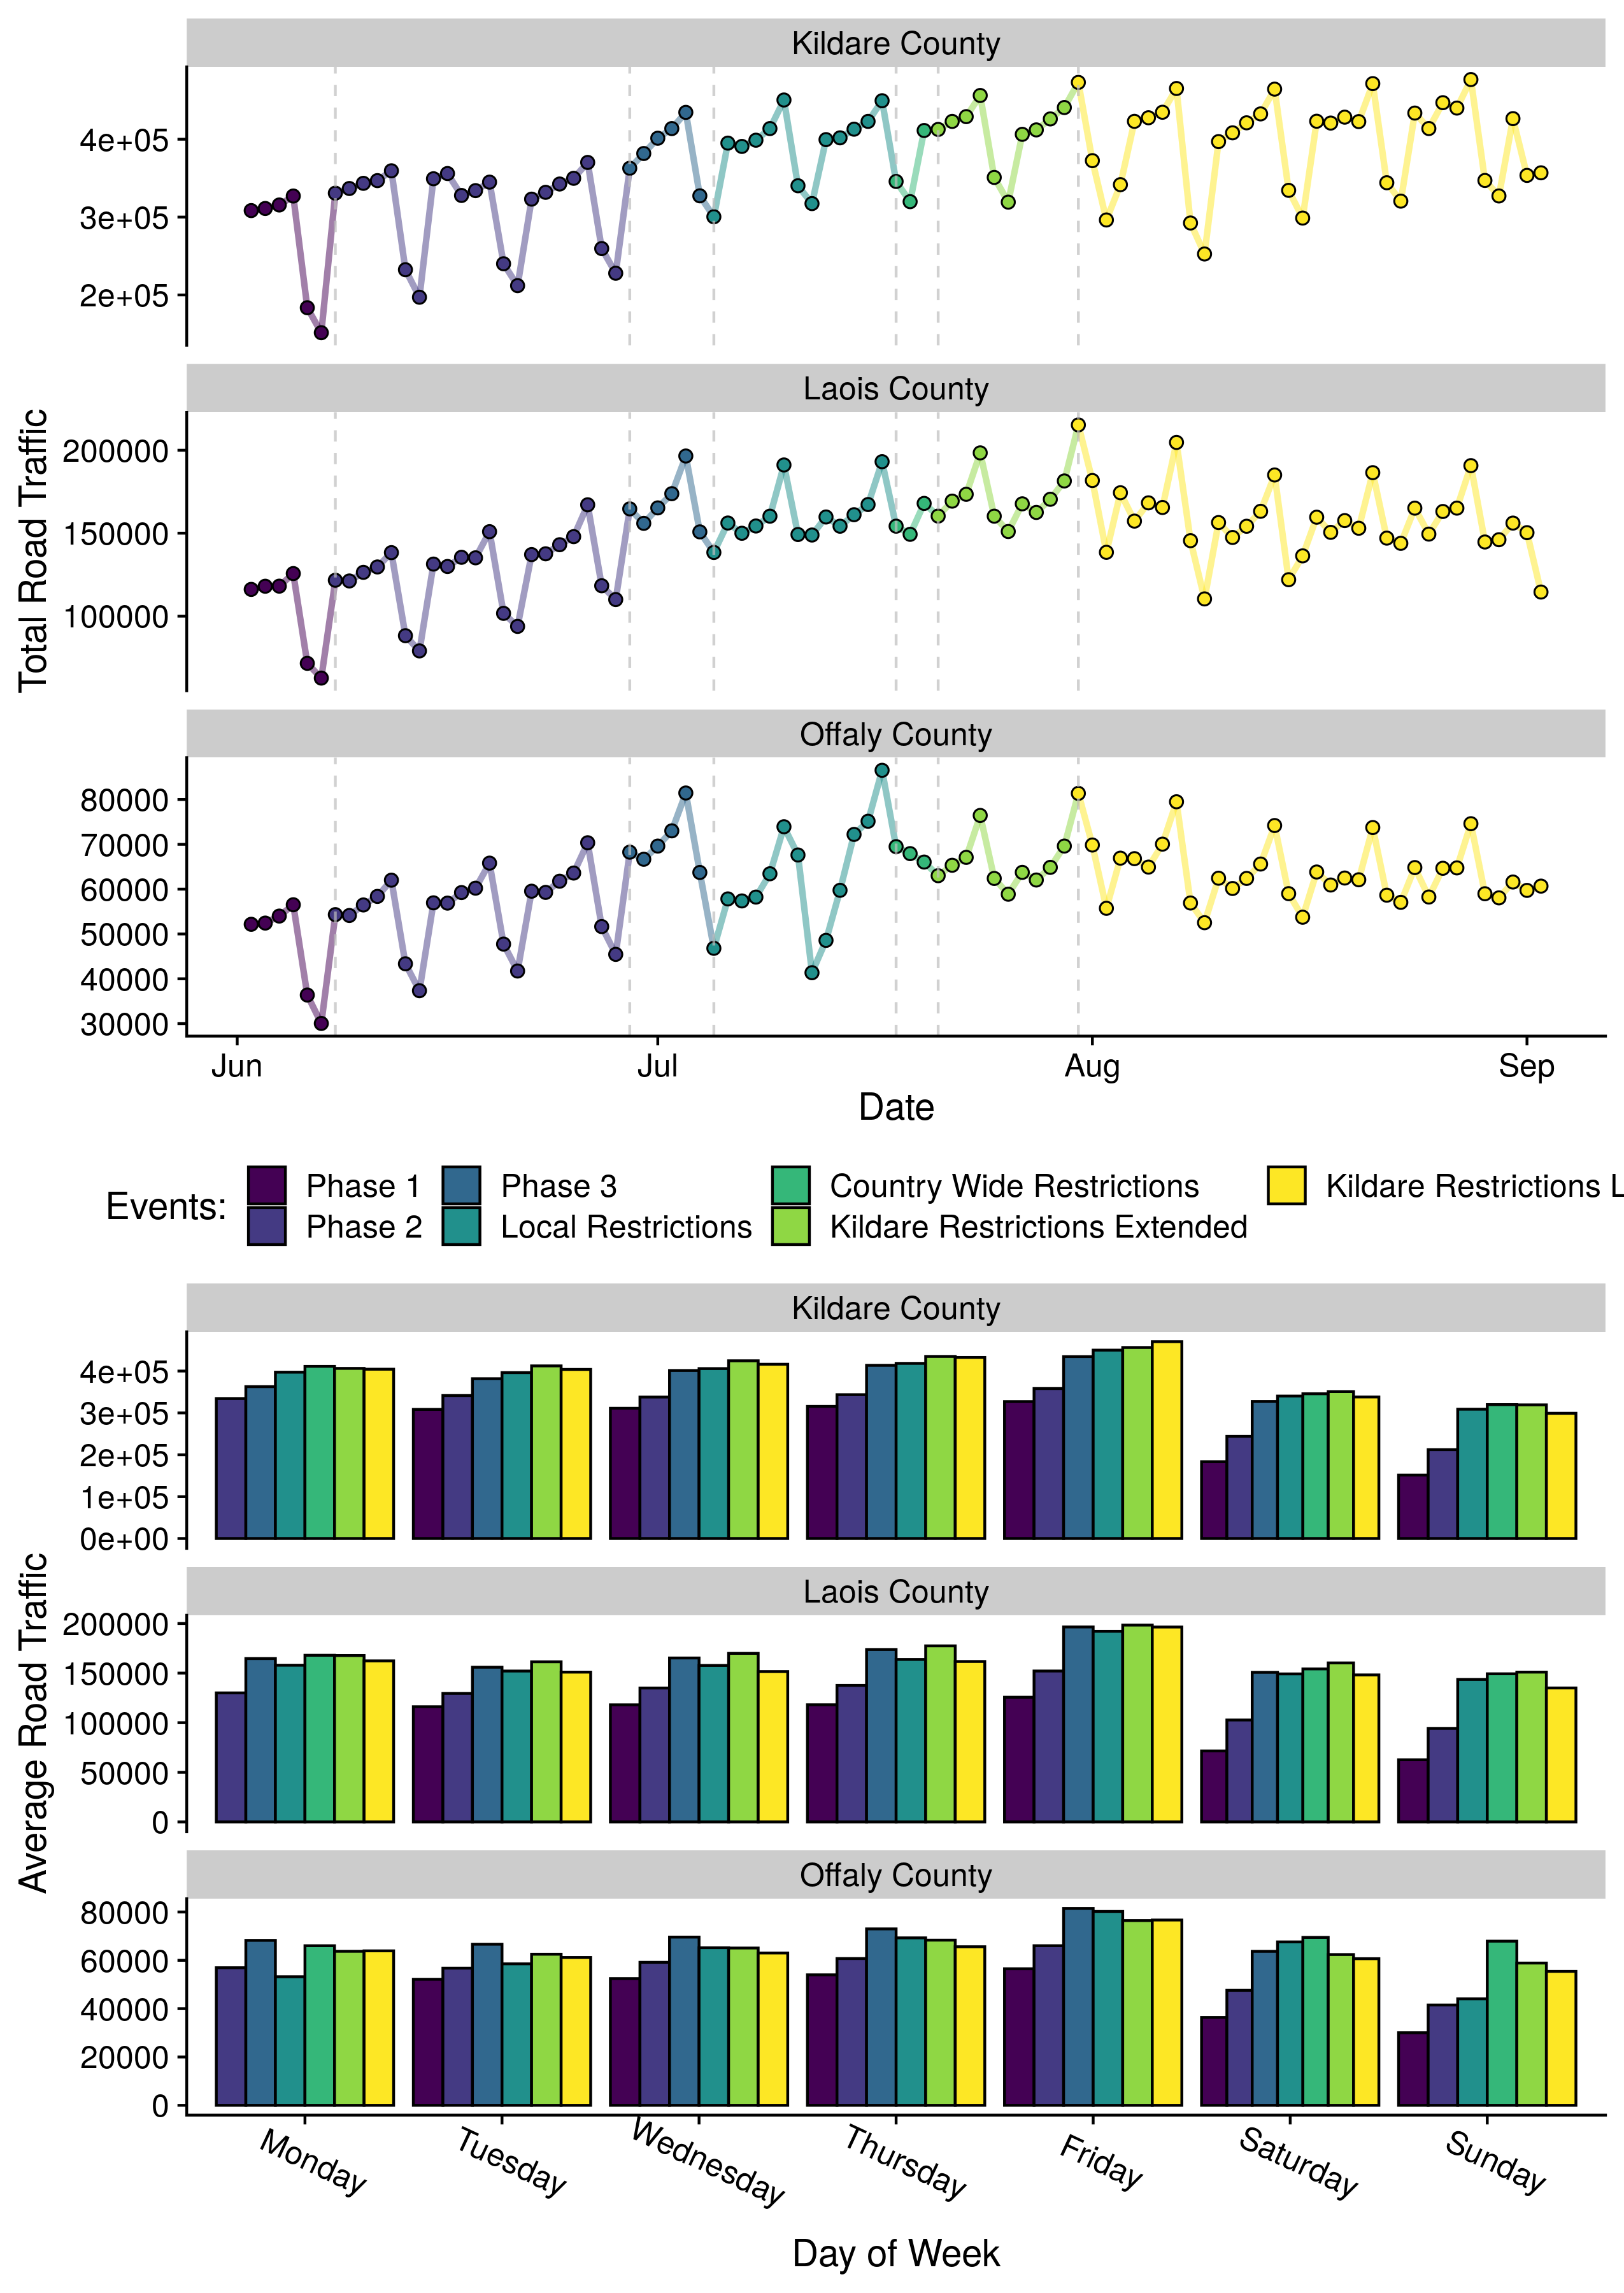 Kildare County
4e+05
3e+05
2e+05
Laois County
200000
150000
100000
Offaly County
80000
70000
60000
50000
40000
30000
Total Road Traffic
Jun Jul Aug Sep
Date
Events:
Phase 1 Phase 3 Country Wide Restrictions Kildare Restrictions L
Phase 2 Local Restrictions Kildare Restrictions Extended
Kildare County
4e+05
3e+05
2e+05
1e+05
0e+00
Laois County
200000
150000
100000
50000
0
Offaly County
80000
60000
40000
20000
0
Average Road Traffic
Monday Tuesday Wednesday Thursday Friday Saturday Sunday
Day of Week